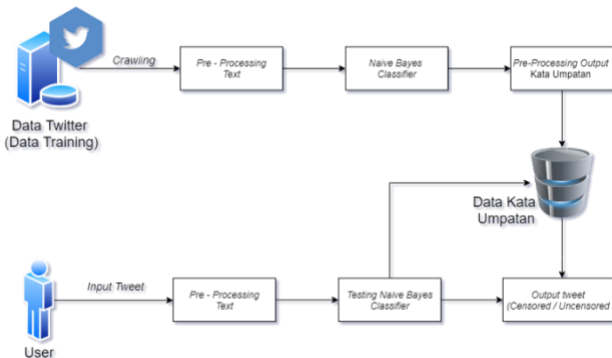 Crawling
Pre - Processing
Text
Naive Bayes
Classifier
Pre-Processing Output
Kata Umpatan
Data Twitter
(Data Training)
Data Kata
Umpatan
Input Tweet
Pre - Processing
Text
Testing Naive Bayes
Classifier
Output tweet
(Censored / Uncensored
User